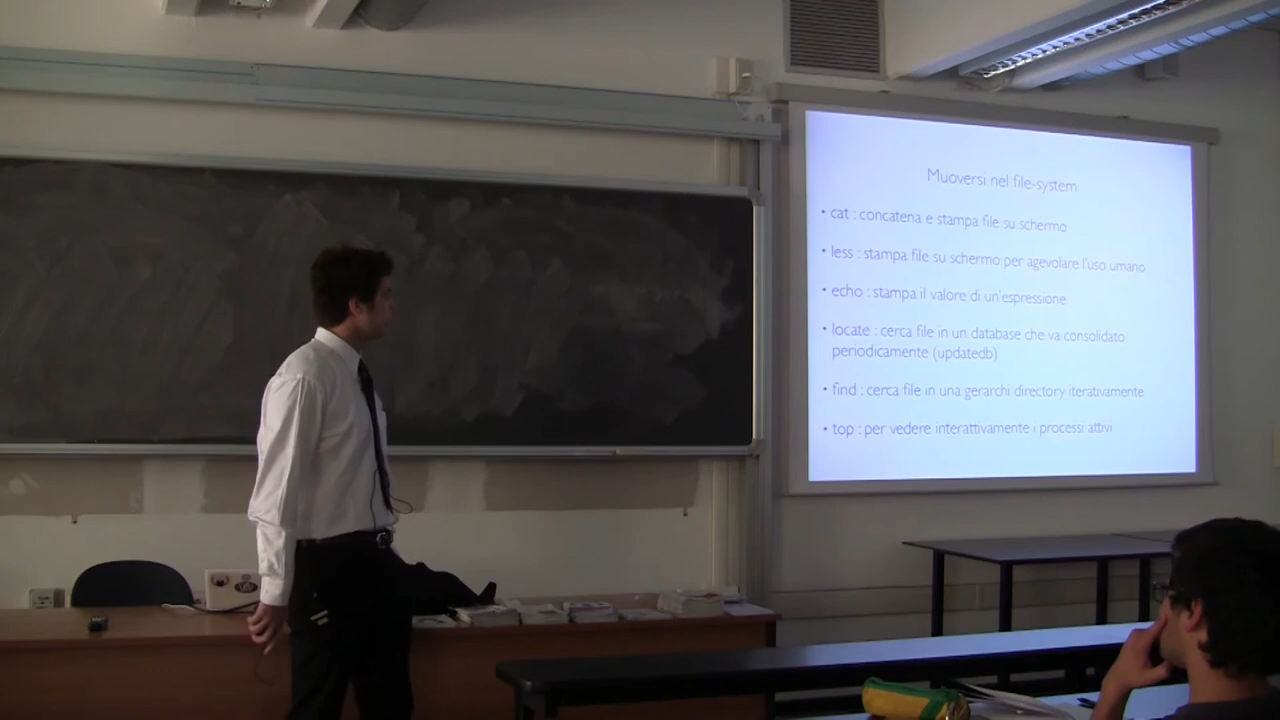 Muoversi nel file-system
• cat : concatena e stampa file su schermo
• less : stampa file su schermo per agevolare l'uso umano
• echo : stampa il valore di un'espressione
• locate : cerca file in un database che va consolidato
periodicamente (updatedb)
• find : cerca file in una gerarchi directory iterativamente
• top : per vedere interattivamente i processi attivi